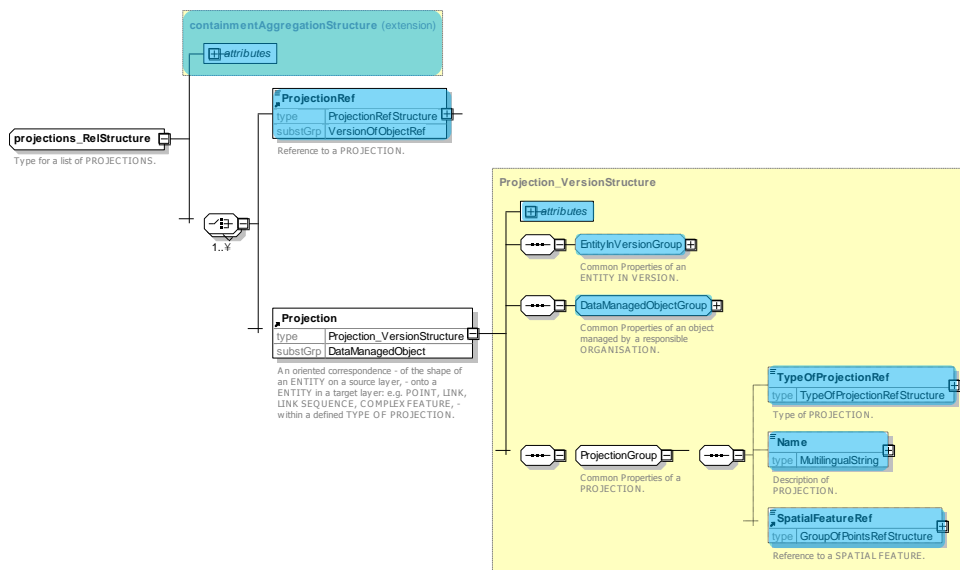 containmentAggregationStructure (extension)
attributes
ProjectionRef
type ProjectionRefStructure
substGrp VersionOfObjectRef
Reference to a PROJECTION.
projections_RelStructure
Type for a list of PROJECTIONS.
1..¥
Projection
type Projection_VersionStructure
substGrp DataManagedObject
An oriented correspondence - of the shape
of an ENTITY on a source layer, - onto a
ENTITY in a target layer: e.g. POINT, LINK,
LINK SEQUENCE, COMPLEX FEATURE, -
within a defined TYPE OF PROJECTION.
Projection_VersionStructure
attributes
EntityInVersionGroup
Common Properties of an
ENTITY IN VERSION.
DataManagedObjectGroup
Common Properties of an object
managed by a responsible
ORGANISATION.
ProjectionGroup
Common Properties of a
PROJECTION.
TypeOfProjectionRef
type TypeOfProjectionRefStructure
Type of PROJECTION.
Name
type MultilingualString
Description of
PROJECTION.
SpatialFeatureRef
type GroupOfPointsRefStructure
Reference to a SPATIAL FEATURE.